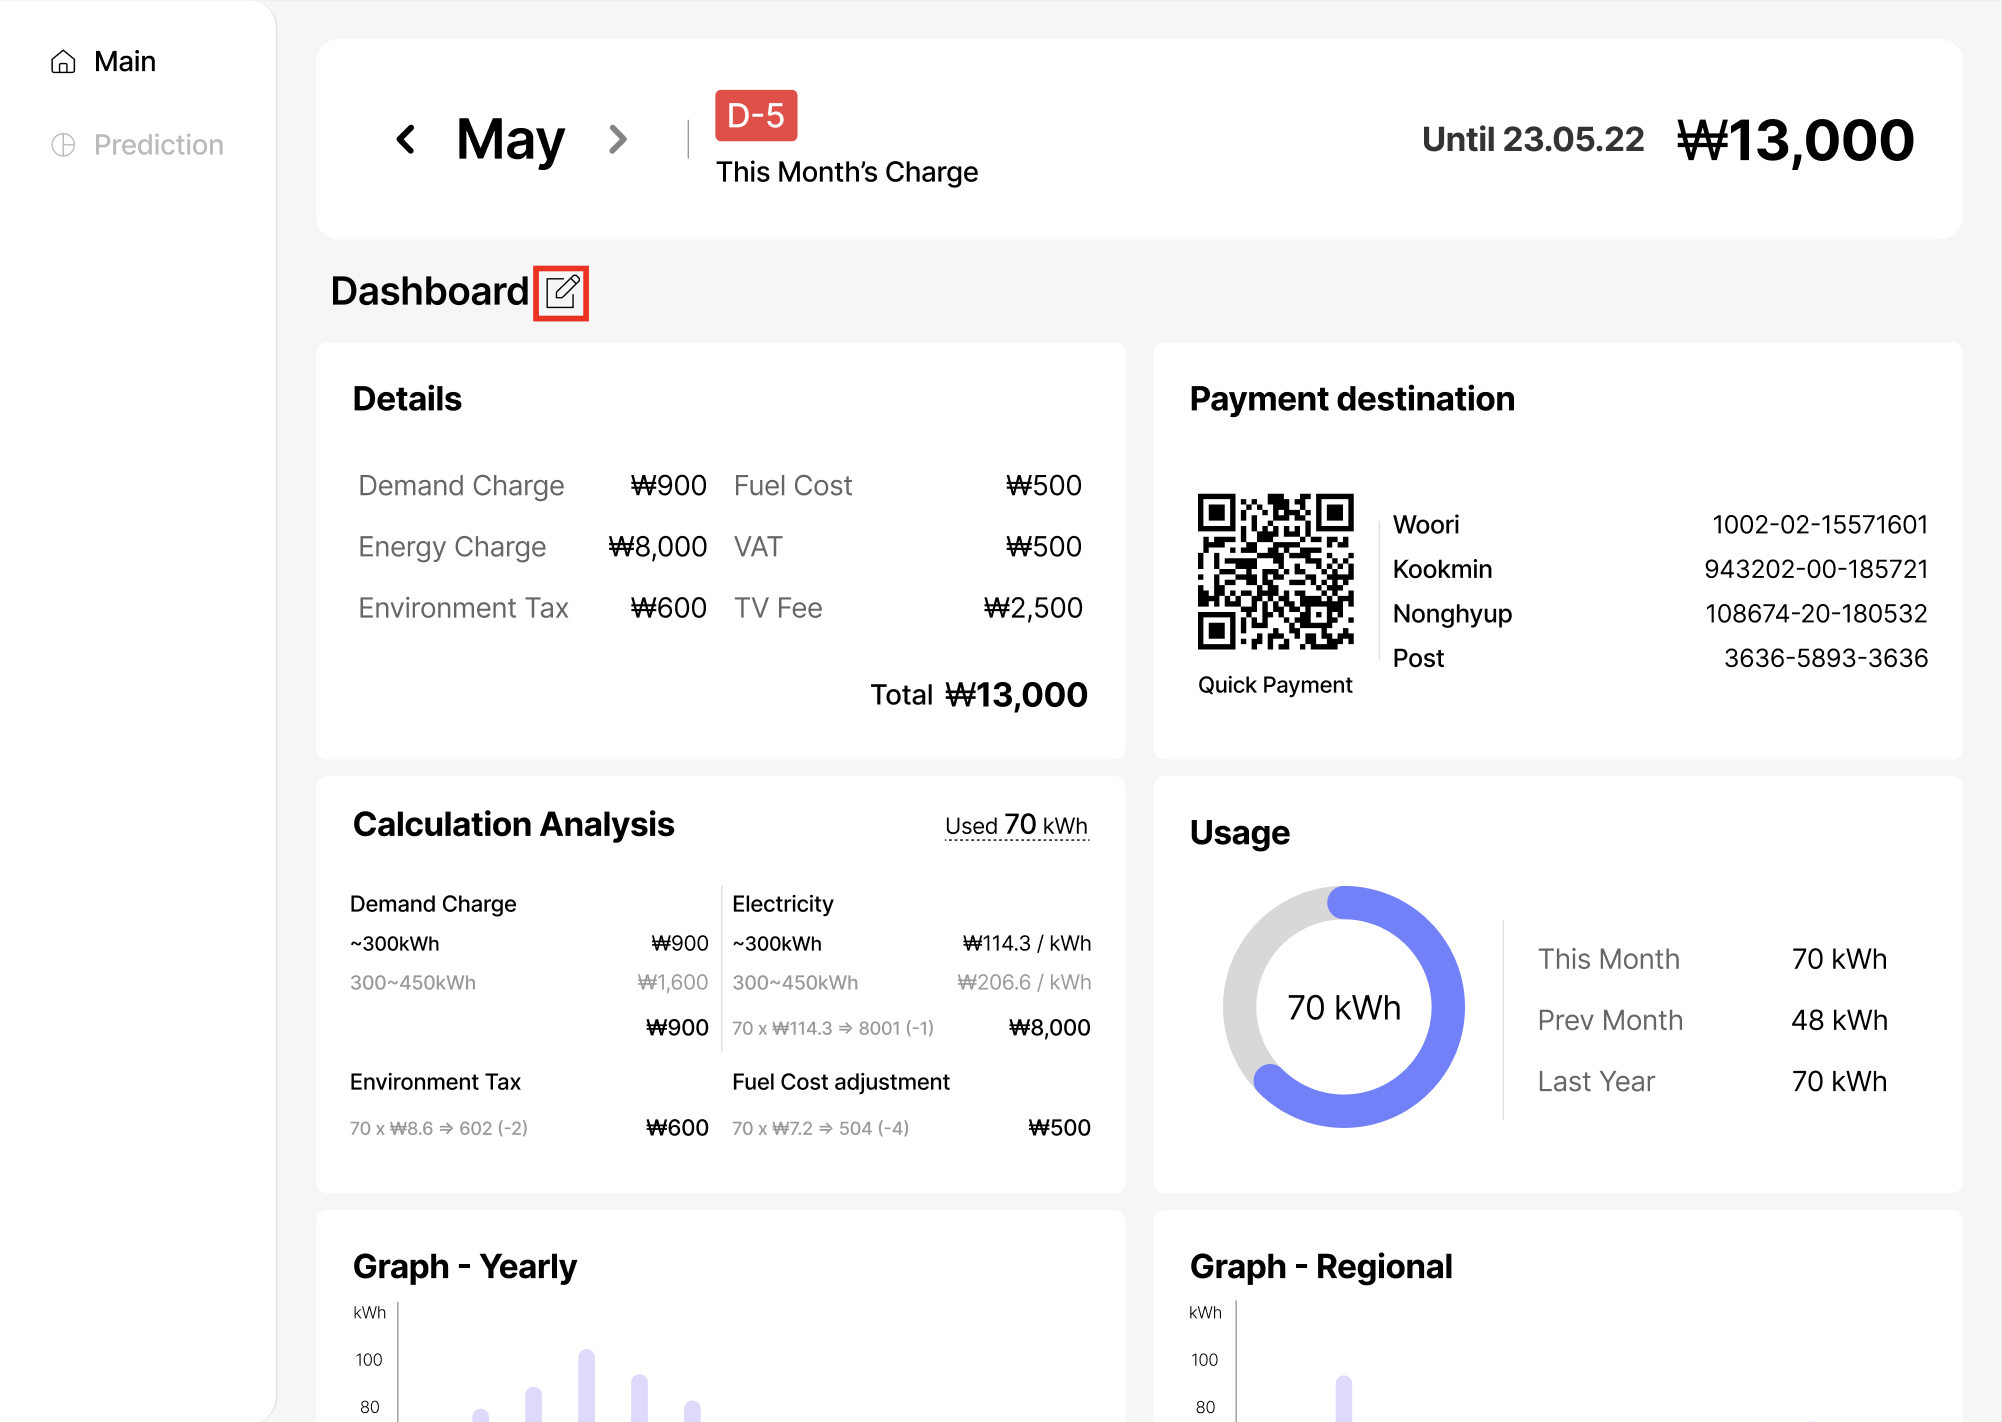 Main
Prediction
May
D-5
This Month's Charge
Until 23.05.22 ₩13,000
Dashboard
Details
Demand Charge ₩900 Fuel Cost ₩500
Energy Charge ₩8,000 VAT ₩500
Environment Tax ₩600 TV Fee ₩2,500
Total ₩13,000
Payment destination
Quick Payment
Woori 1002-02-15571601
Kookmin 943202-00-185721
Nonghyup 108674-20-180532
Post 3636-5893-3636
Calculation Analysis Used 70 kWh
Demand Charge
~300kWh ₩900
300~450kWh ₩1,600
₩900
Electricity
~300kWh ₩114.3 / kWh
300~450kWh ₩206.6 / kWh
70 x ₩114.3 => 8001 (-1) ₩8,000
Environment Tax
70 x ₩8.6 => 602 (-2) ₩600
Fuel Cost adjustment
70 x ₩7.2 => 504 (-4) ₩500
Usage
70 kWh
This Month 70 kWh
Prev Month 48 kWh
Last Year 70 kWh
Graph - Yearly
kWh
100
80
Graph - Regional
kWh
100
80